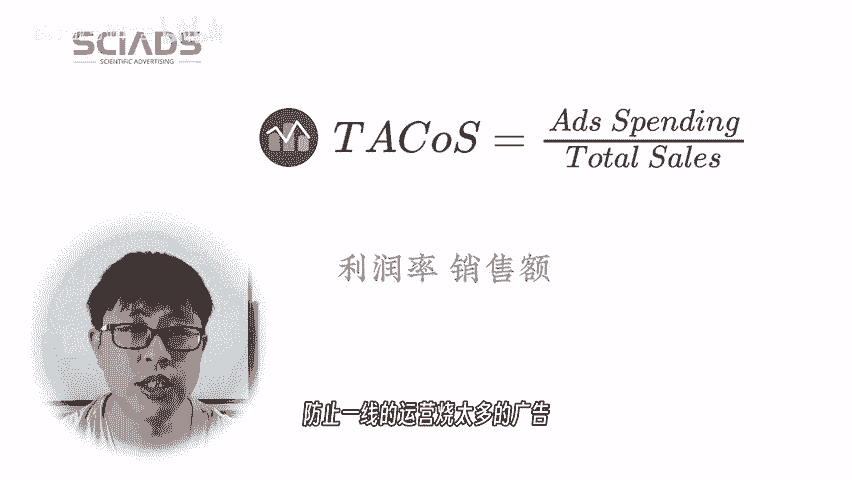 SCIADS
SCIENTIFIC ADVERTISING
TACoS = Ads Spending / Total Sales
利润率 销售额
防止一线的运营烧太多的广告